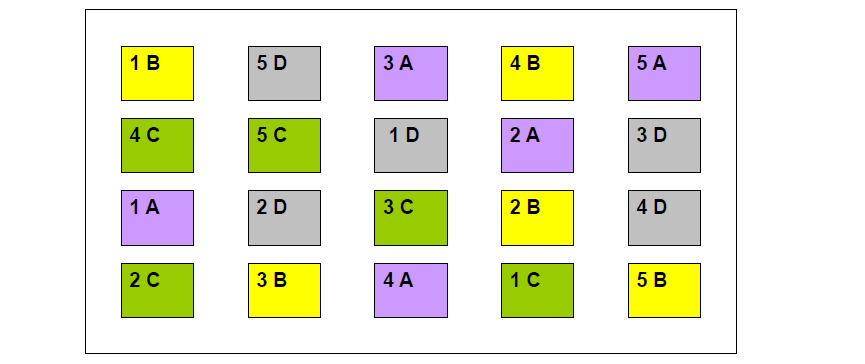 1 B 5 D 3 A 4 B 5 A
4 C 5 C 1 D 2 A 3 D
1 A 2 D 3 C 2 B 4 D
2 C 3 B 4 A 1 C 5 B